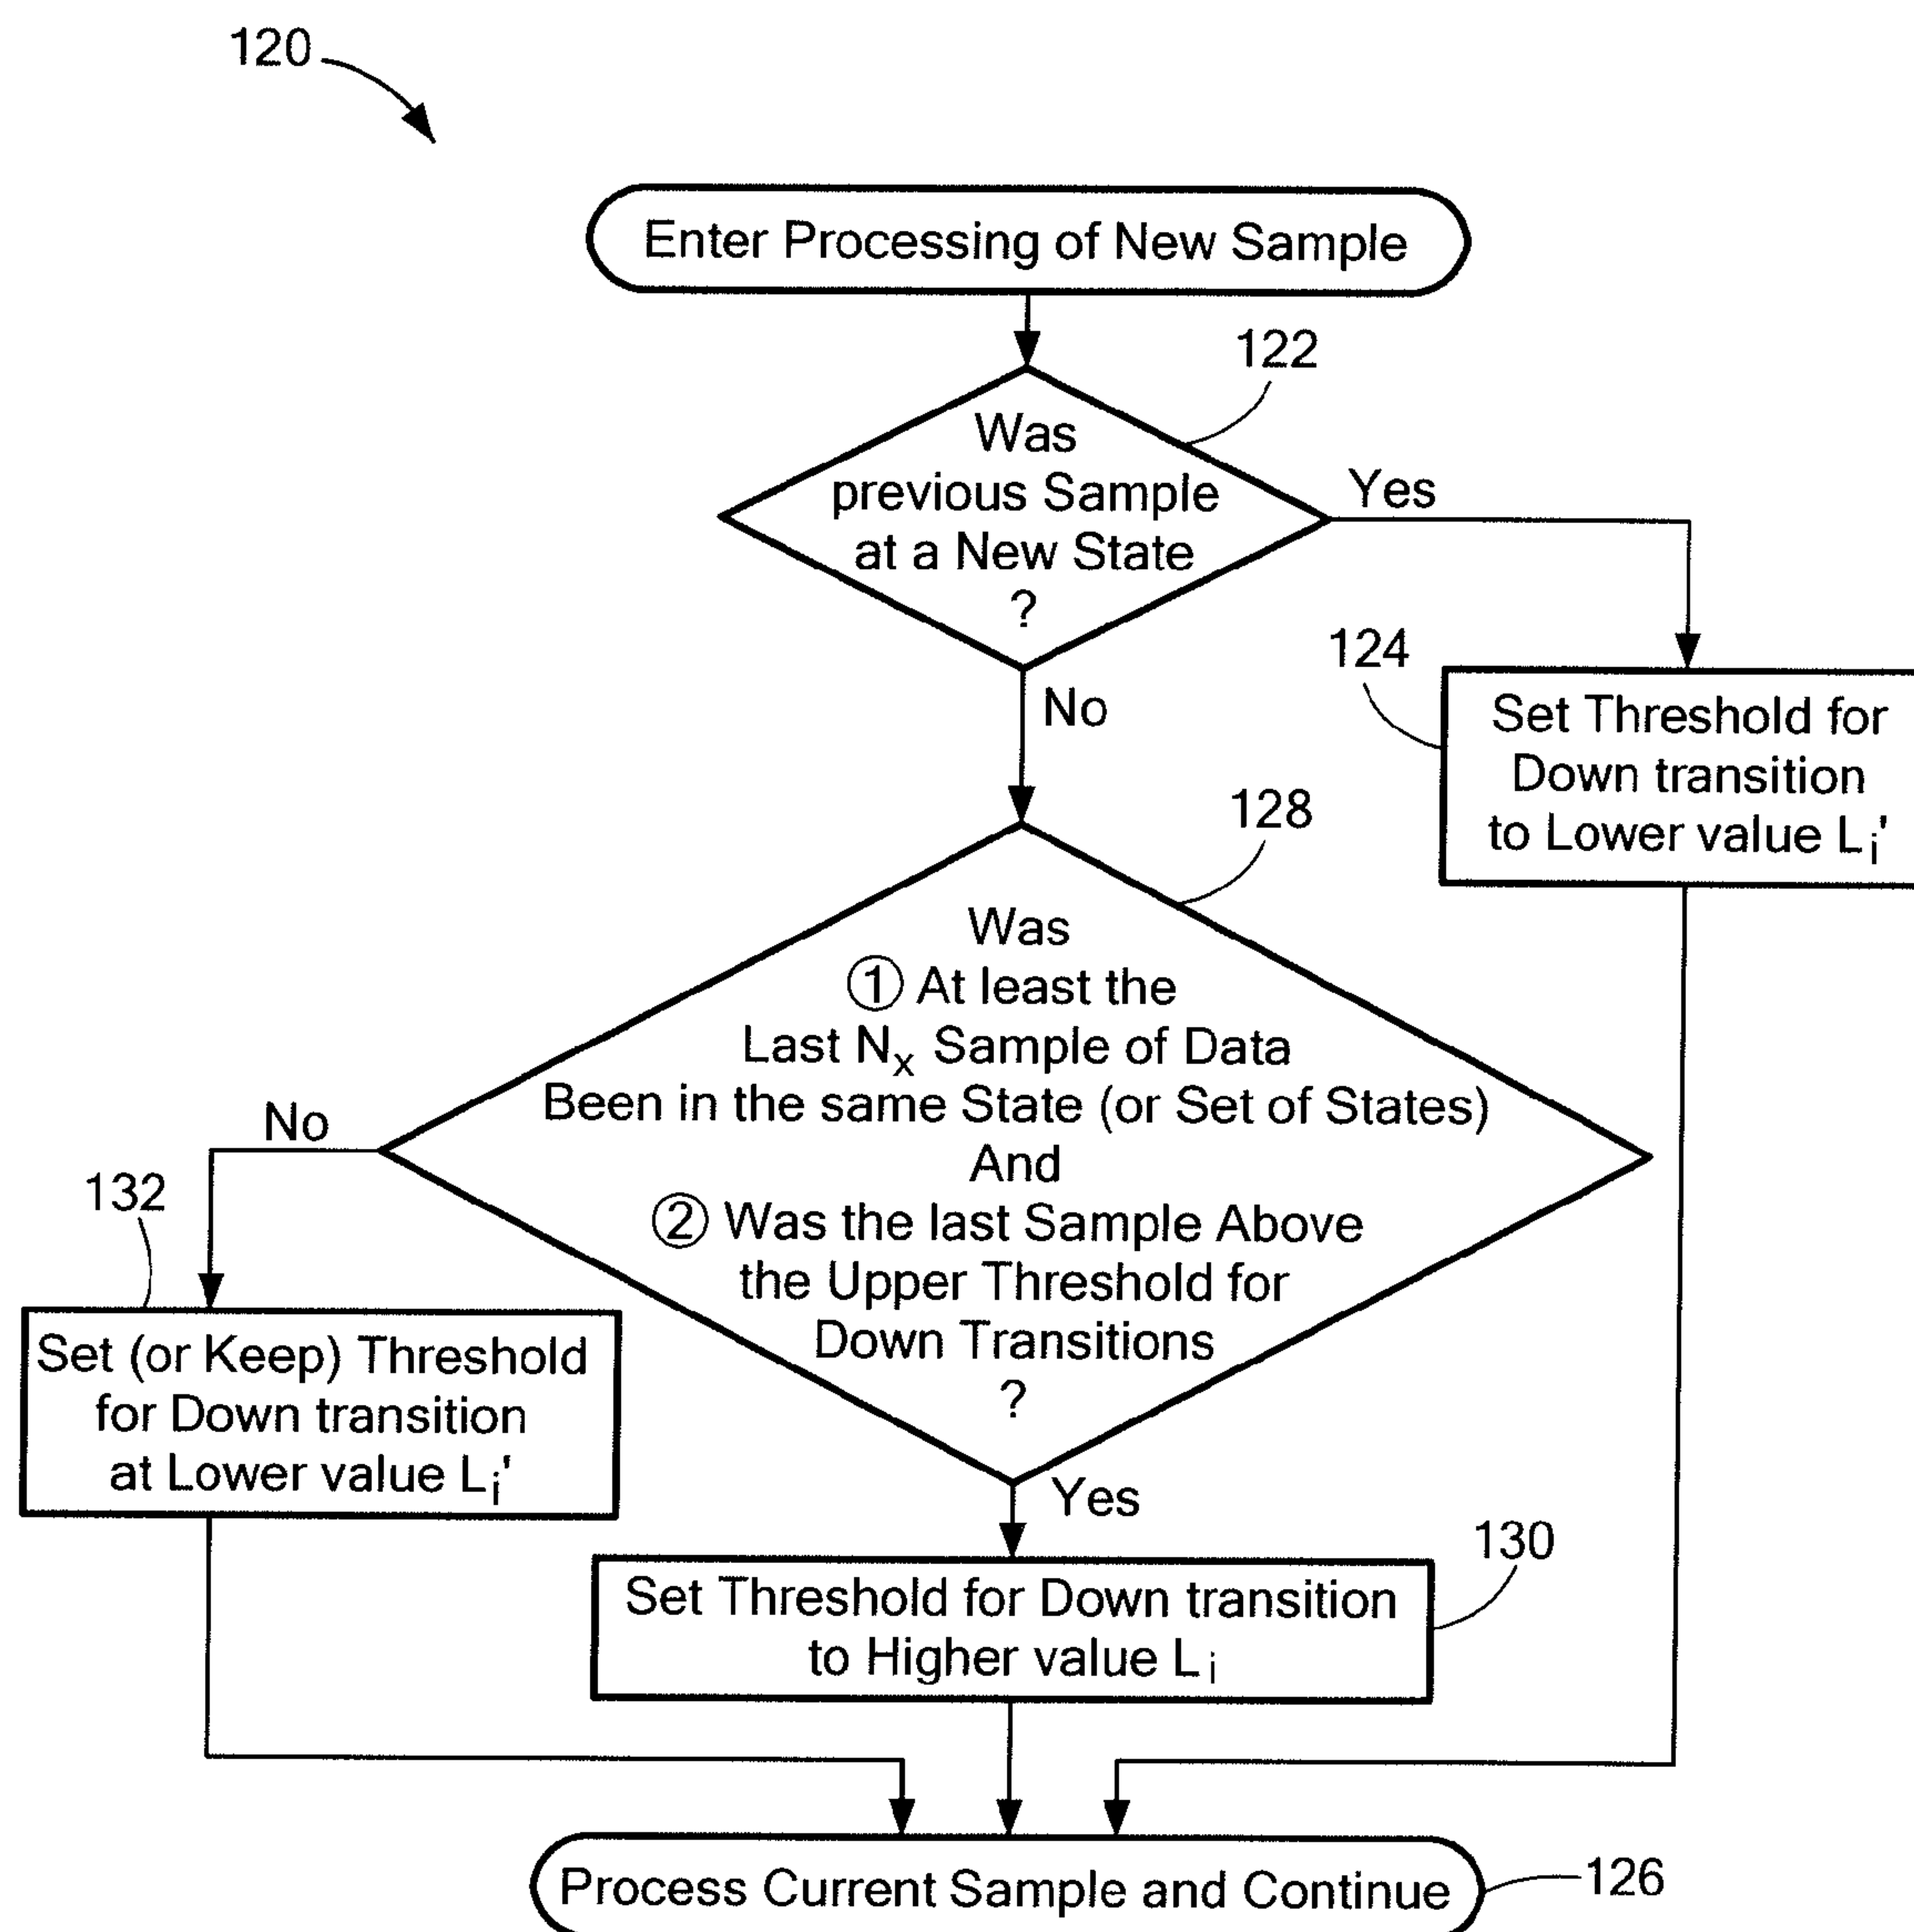 120
Enter Processing of New Sample
122
Was
previous Sample
at a New State
?
Yes
No
124
Set Threshold for
Down transition
to Lower value Li'
128
Was
① At least the
Last Nx Sample of Data
Been in the same State (or Set of States)
And
② Was the last Sample Above
the Upper Threshold for
Down Transitions
?
No
132
Set (or Keep) Threshold
for Down transition
at Lower value Li'
Yes
130
Set Threshold for Down transition
to Higher value Li
Process Current Sample and Continue
126